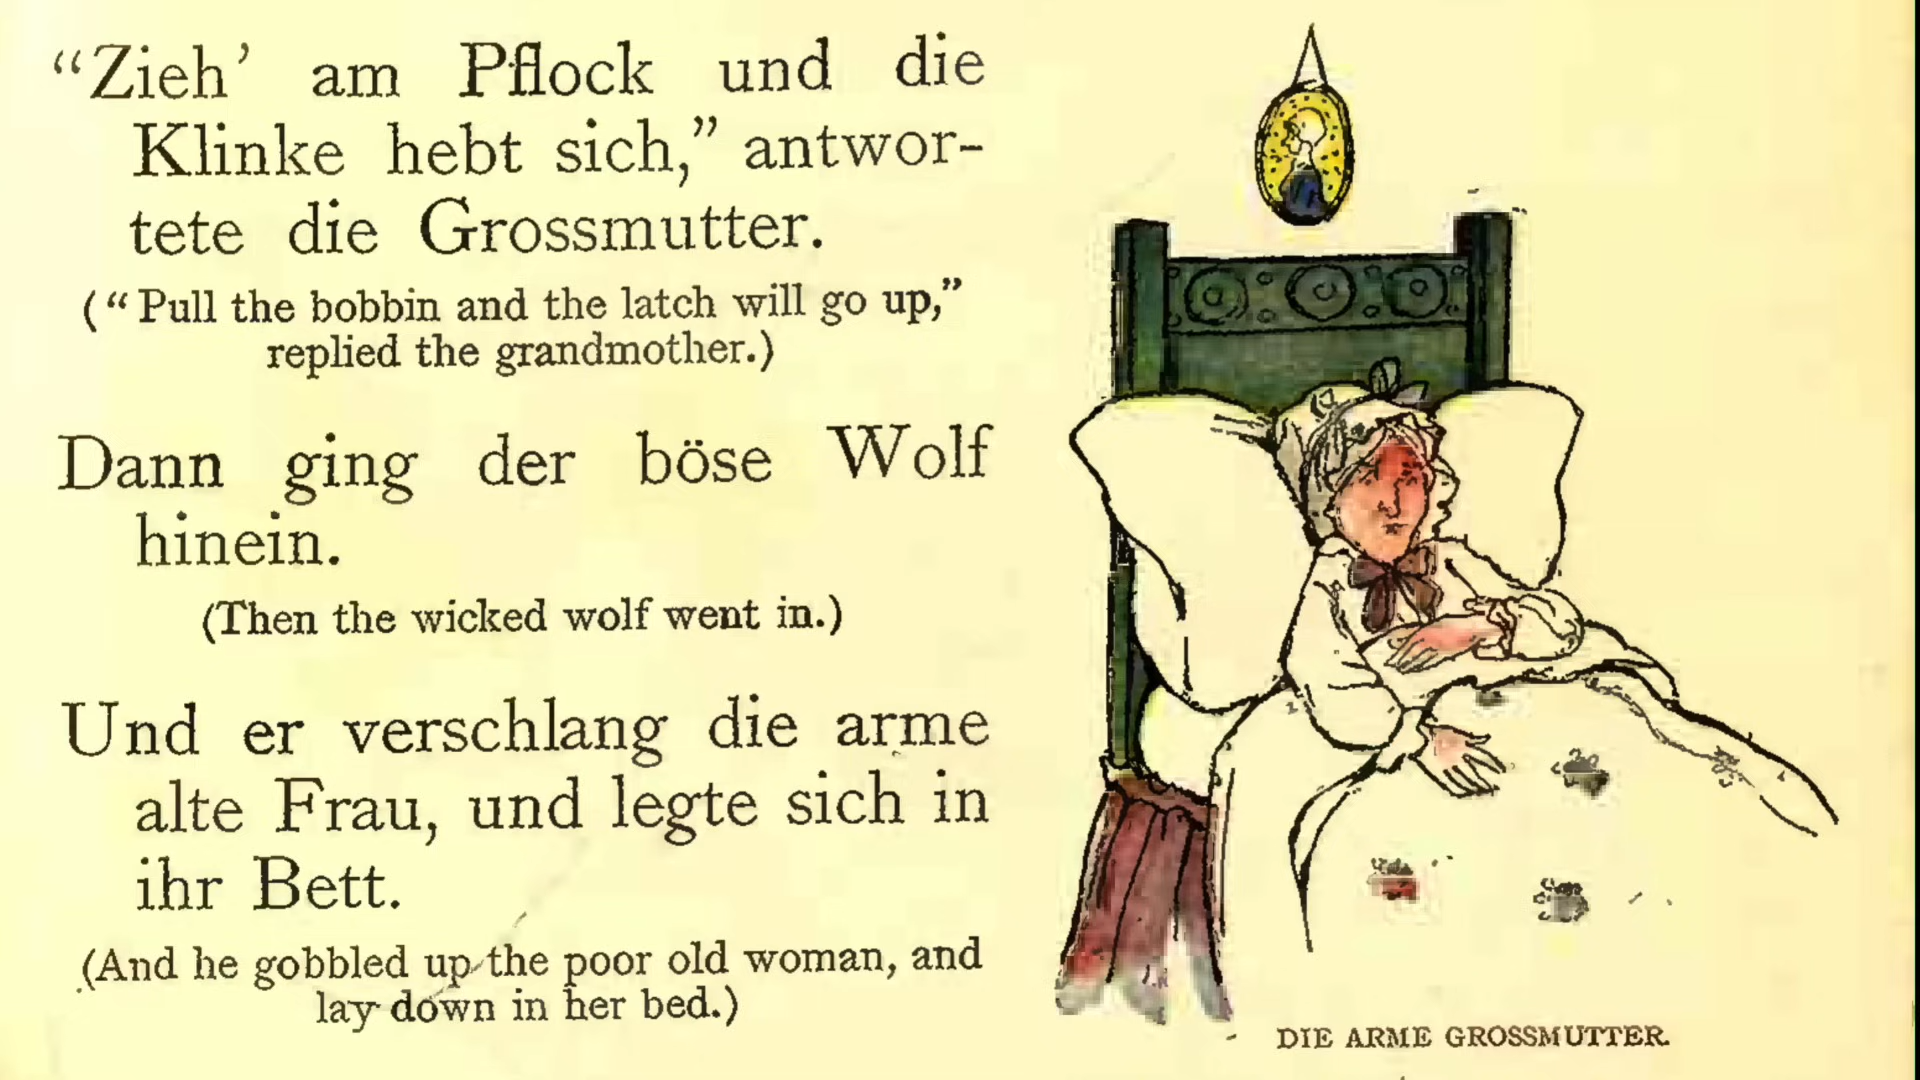 “Zieh’ am Pflock und die
Klinke hebt sich,” antwor-
tete die Grossmutter.
(“Pull the bobbin and the latch will go up,”
replied the grandmother.)
Dann ging der böse Wolf
hinein.
(Then the wicked wolf went in.)
Und er verschlang die arme
alte Frau, und legte sich in
ihr Bett.
(And he gobbled up the poor old woman, and
lay down in her bed.)
DIE ARME GROSSMUTTER.